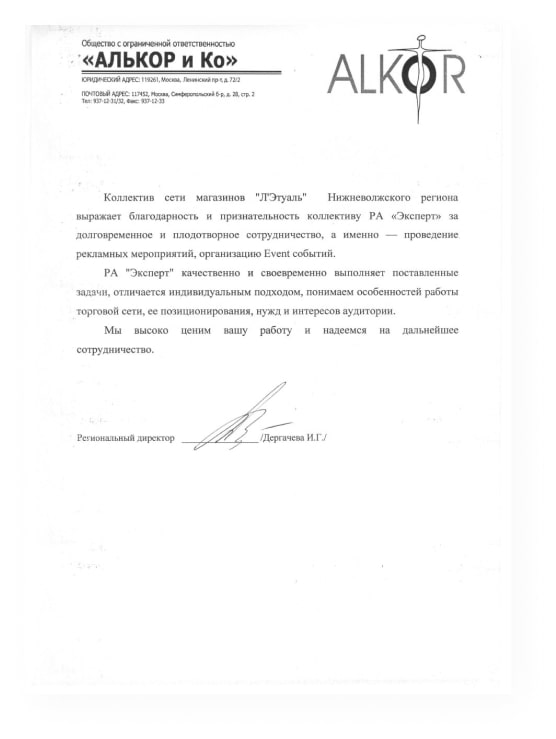 Общество с ограниченной ответственностью
«АЛЬКОР и Ко»
ЮРИДИЧЕСКИЙ АДРЕС: 119261, Москва, Ленинский пр-т, д. 72/2
ПОЧТОВЫЙ АДРЕС: 117452, Москва, Симферопольский б-р, д. 28, стр. 2
Тел: 937-12-31/32, Факс: 937-12-33
ALKOR
Коллектив сети магазинов "Л'Этуаль" Нижневолжского региона
выражает благодарность и признательность коллективу РА «Эксперт» за
долговременное и плодотворное сотрудничество, а именно — проведение
рекламных мероприятий, организацию Event событий.
РА "Эксперт" качественно и своевременно выполняет поставленные
задачи, отличается индивидуальным подходом, понимаем особенностей работы
торговой сети, ее позиционирования, нужд и интересов аудитории.
Мы высоко ценим вашу работу и надеемся на дальнейшее
сотрудничество.
Региональный директор /Дергачева И.Г./